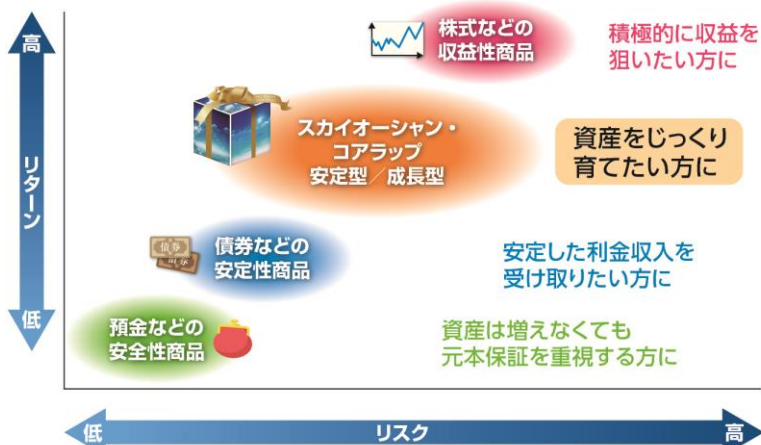 高
リターン
低
株式などの
収益性商品
積極的に収益を
狙いたい方に
スカイオーシャン・
コアラップ
安定型／成長型
資産をじっくり
育てたい方に
債券
債券
債券などの
安定性商品
安定した利金収入を
受け取りたい方に
預金などの
安全性商品
資産は増えなくても
元本保証を重視する方に
低
リスク
高